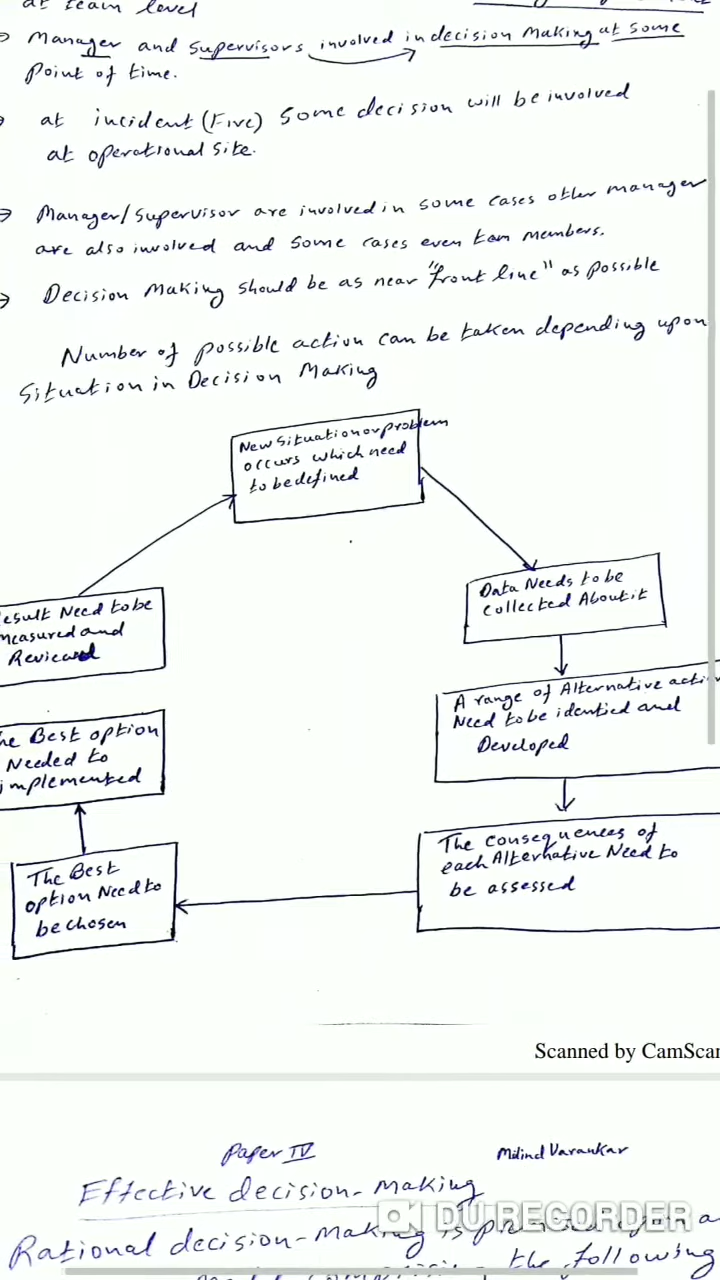 at team level
Manager and Supervisors involved in decision Making at some
Point of time.
at incident (Five) Some decision will be involved
at operational Site.
Manager/Supervisor are involved in some cases other manager
are also involved and some cases even tam members.
Decision Making should be as near "front line" as possible
Number of possible action can be taken depending upon
Situation in Decision Making
New Situation or problem
occurs which need
to be defined
Data Needs to be
Collected About it
A range of Alternative acti
Need to be identied and
Developed
The Consequences of
each Alternative Need to
be assessed
The Best
option Need to
be chosen
he Best option
Needed to
implemented
esult Need to be
measured and
Reviewed
Scanned by CamScan
Paper IV
Milind Varankar
Effective decision-Making
DU RECORDER
Rational decision-Making is
the following